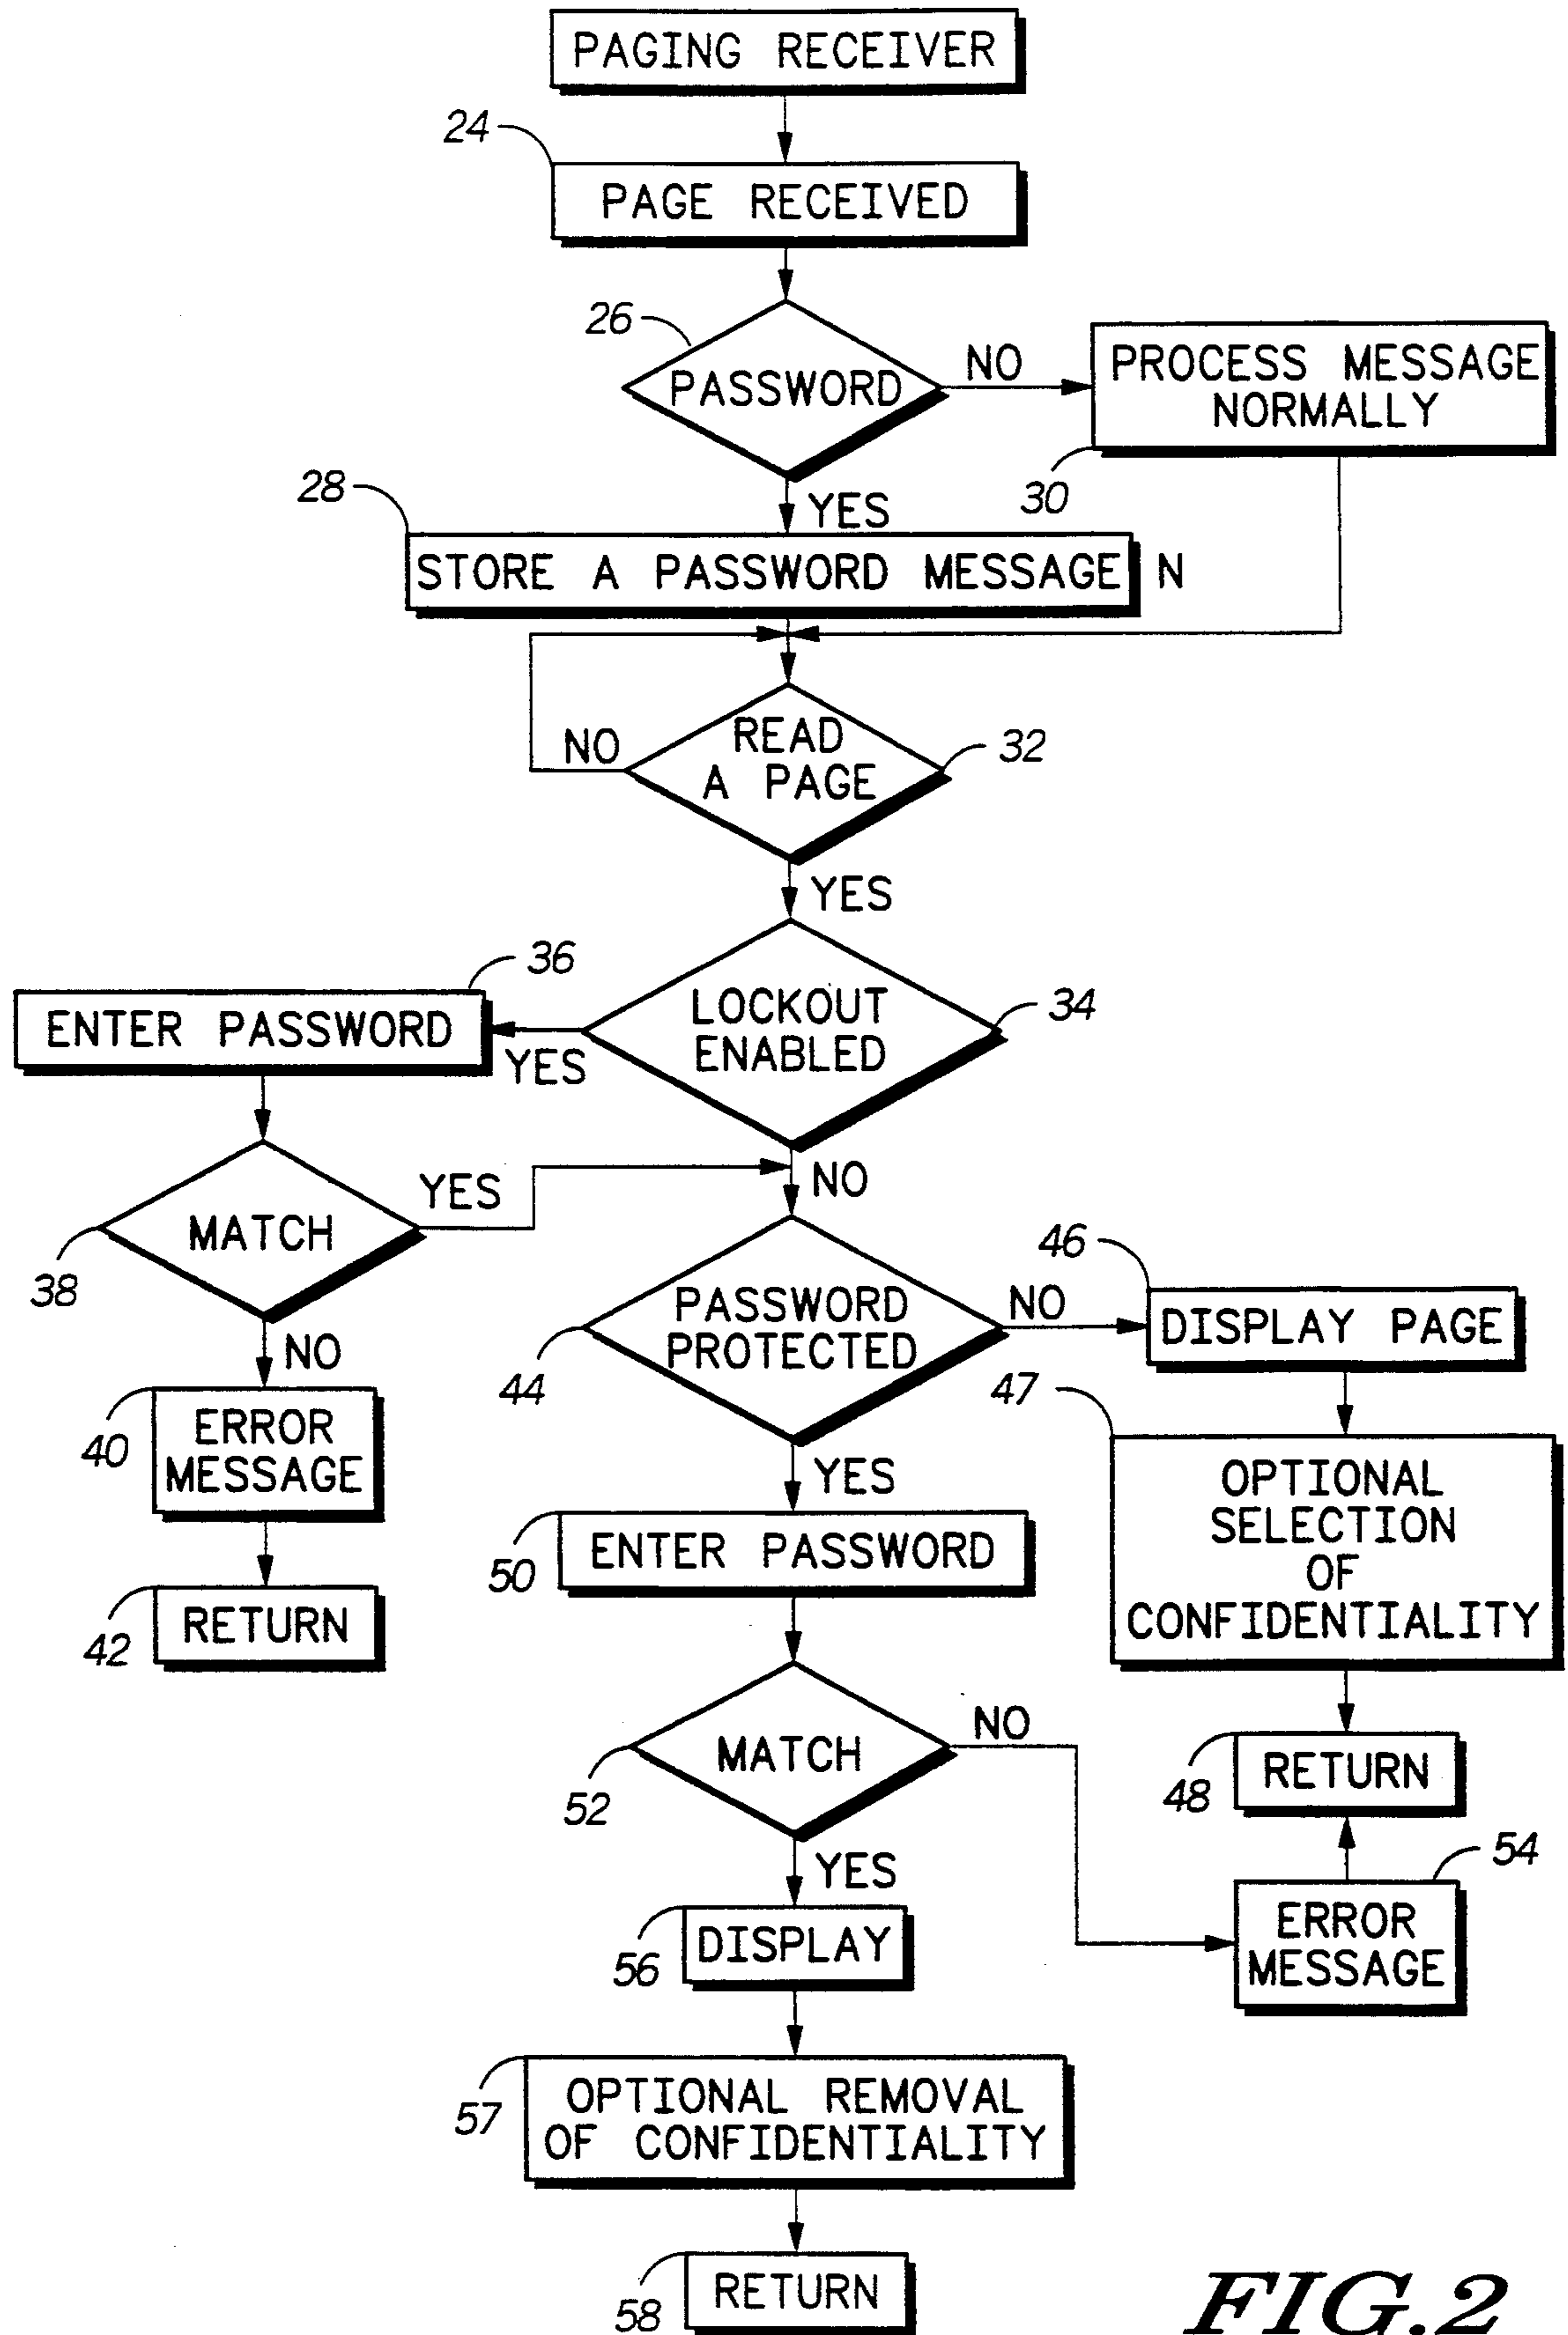 PAGING RECEIVER
24
PAGE RECEIVED
26
PASSWORD
NO
PROCESS MESSAGE
NORMALLY
30
YES
28
STORE A PASSWORD MESSAGE N
NO
READ
A PAGE
32
YES
36
ENTER PASSWORD
YES
LOCKOUT
ENABLED
34
MATCH
YES
38
NO
NO
PASSWORD
PROTECTED
44
NO
46
DISPLAY PAGE
40
ERROR
MESSAGE
47
OPTIONAL
SELECTION
OF
CONFIDENTIALITY
YES
50
ENTER PASSWORD
42
RETURN
MATCH
52
NO
48
RETURN
YES
54
ERROR
MESSAGE
56
DISPLAY
57
OPTIONAL REMOVAL
OF CONFIDENTIALITY
58
RETURN
FIG.2